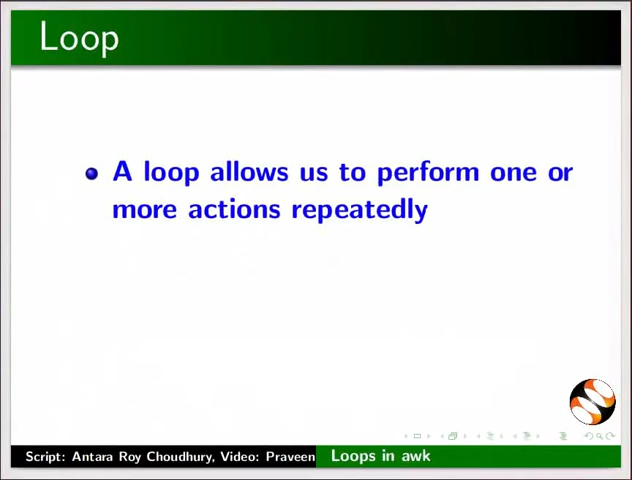 Loop
A loop allows us to perform one or
more actions repeatedly
Script: Antara Roy Choudhury, Video: Praveen
Loops in awk